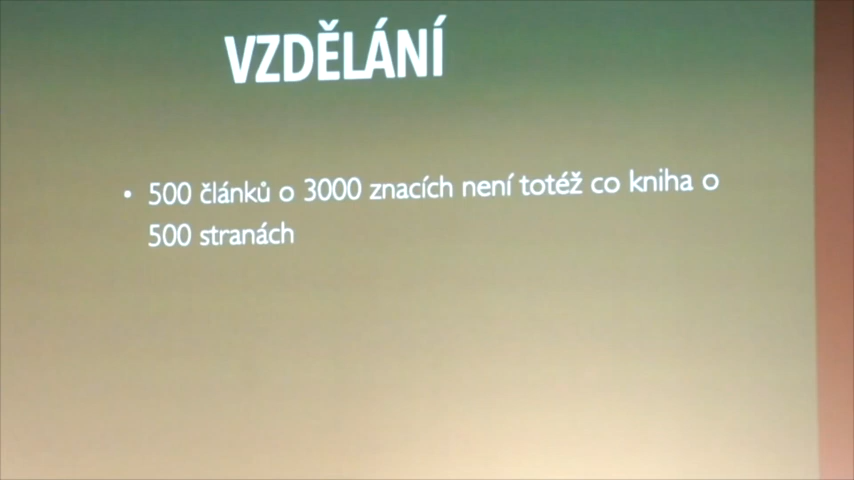 VZDĚLÁNÍ
• 500 článků o 3000 znacích není totéž co kniha o
500 stranách